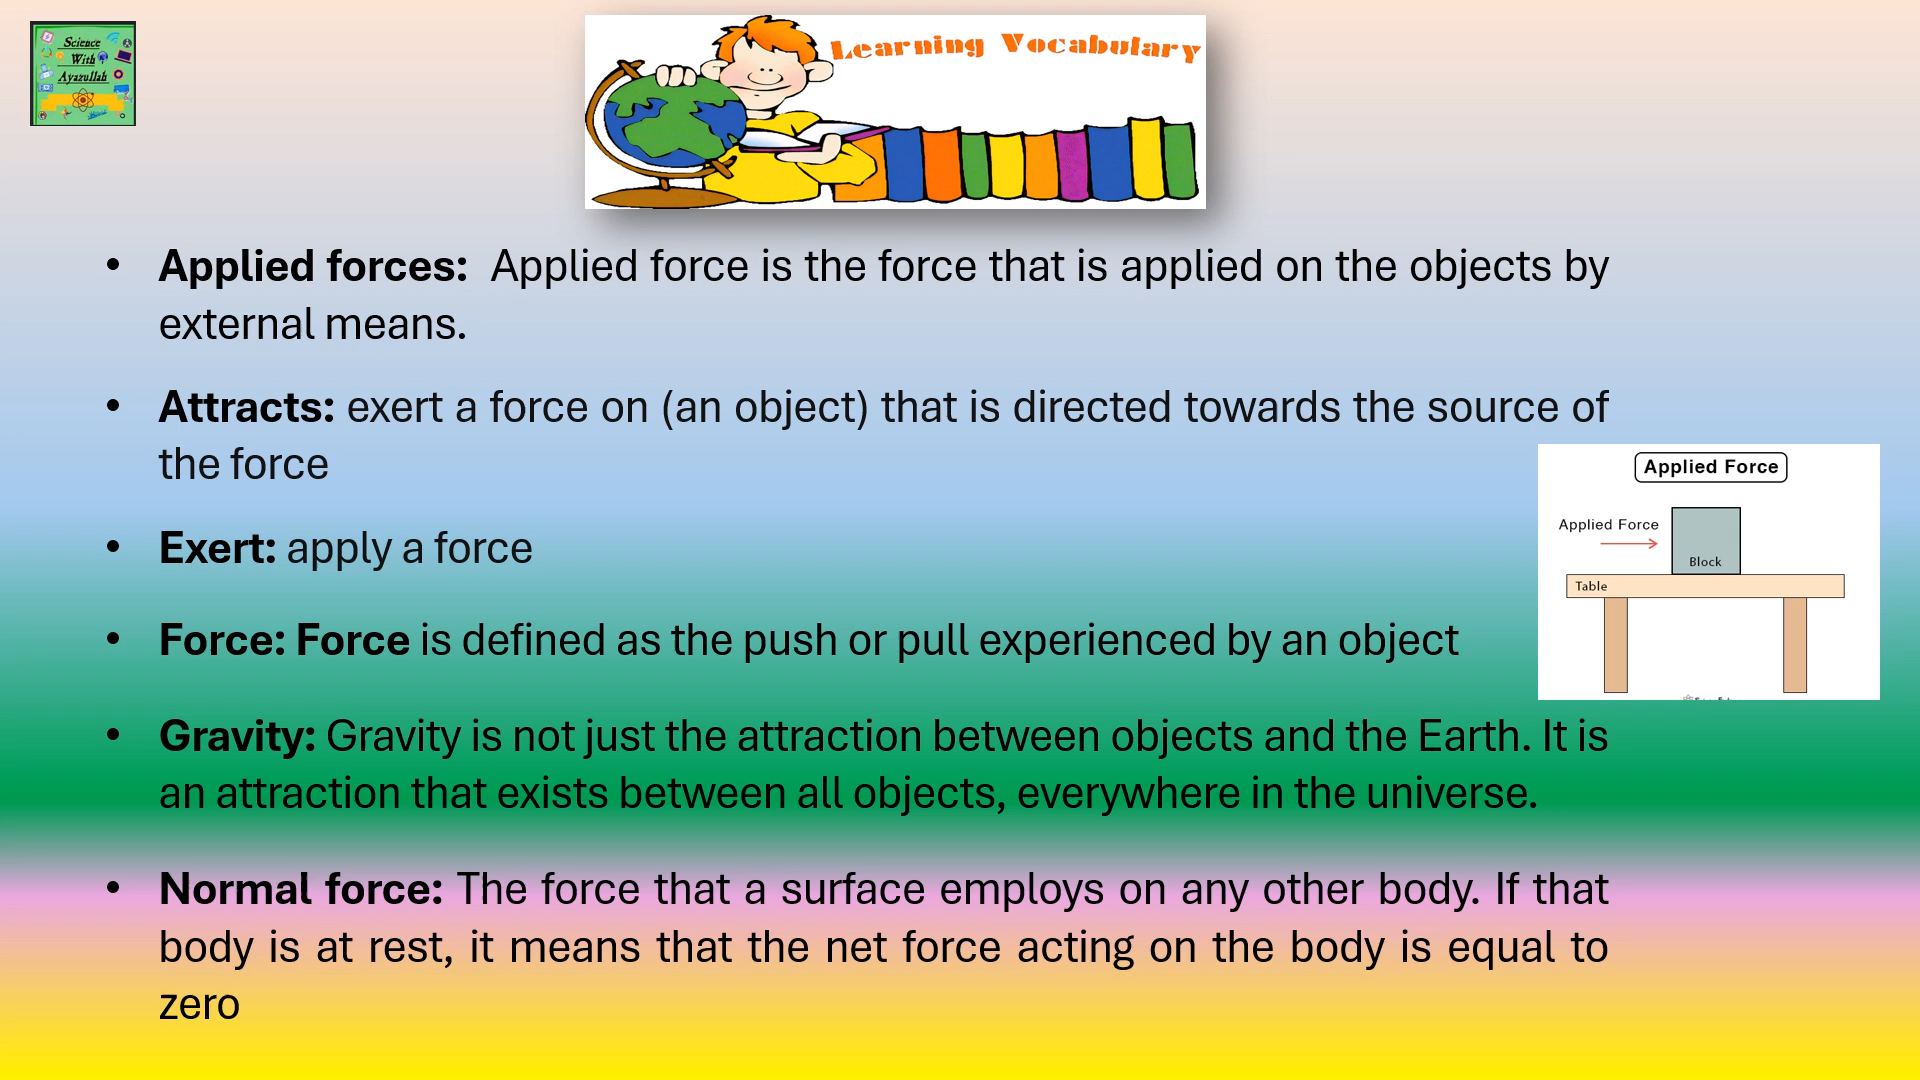 Science
With
Ayazullah
Learning Vocabulary
• Applied forces: Applied force is the force that is applied on the objects by
external means.
• Attracts: exert a force on (an object) that is directed towards the source of
the force
• Exert: apply a force
• Force: Force is defined as the push or pull experienced by an object
• Gravity: Gravity is not just the attraction between objects and the Earth. It is
an attraction that exists between all objects, everywhere in the universe.
• Normal force: The force that a surface employs on any other body. If that
body is at rest, it means that the net force acting on the body is equal to
zero
Applied Force
Applied Force
Block
Table